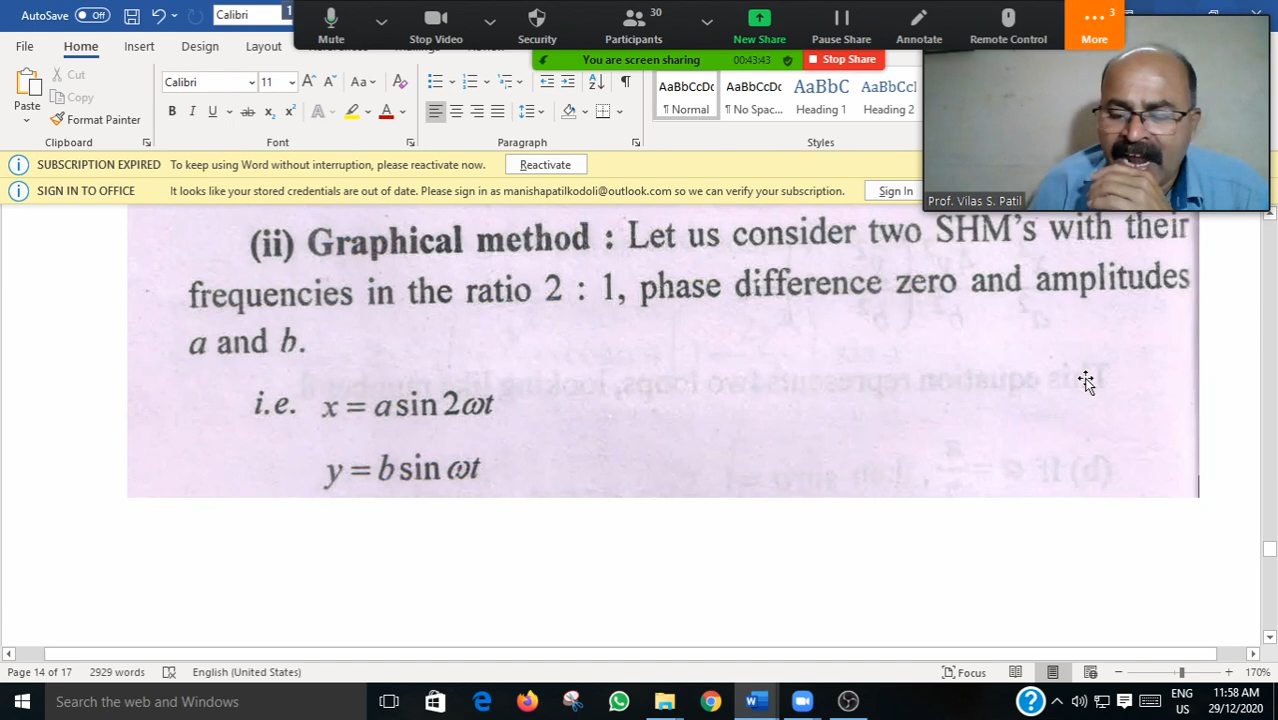 AutoSave Off Calibri 1
Mute Stop Video Security Participants 30 New Share Pause Share Annotate Remote Control More 3
You are screen sharing 00:43:43 Stop Share
File Home Insert Design Layout
Paste Cut Copy Format Painter
Calibri 11
AaBbCcDc AaBbCcDc AaBbC AaBbCcI
¶ Normal ¶ No Spac... Heading 1 Heading 2
Clipboard Font Paragraph Styles
SUBSCRIPTION EXPIRED To keep using Word without interruption, please reactivate now. Reactivate
SIGN IN TO OFFICE It looks like your stored credentials are out of date. Please sign in as manishapatilkodoli@outlook.com so we can verify your subscription. Sign In
Prof. Vilas S. Patil
(ii) Graphical method : Let us consider two SHM's with their
frequencies in the ratio 2 : 1, phase difference zero and amplitudes
a and b.
i.e. x = a sin 2ωt
y = b sin ωt
Page 14 of 17 2929 words English (United States) Focus 170%
Search the web and Windows
ENG US
11:58 AM
29/12/2020